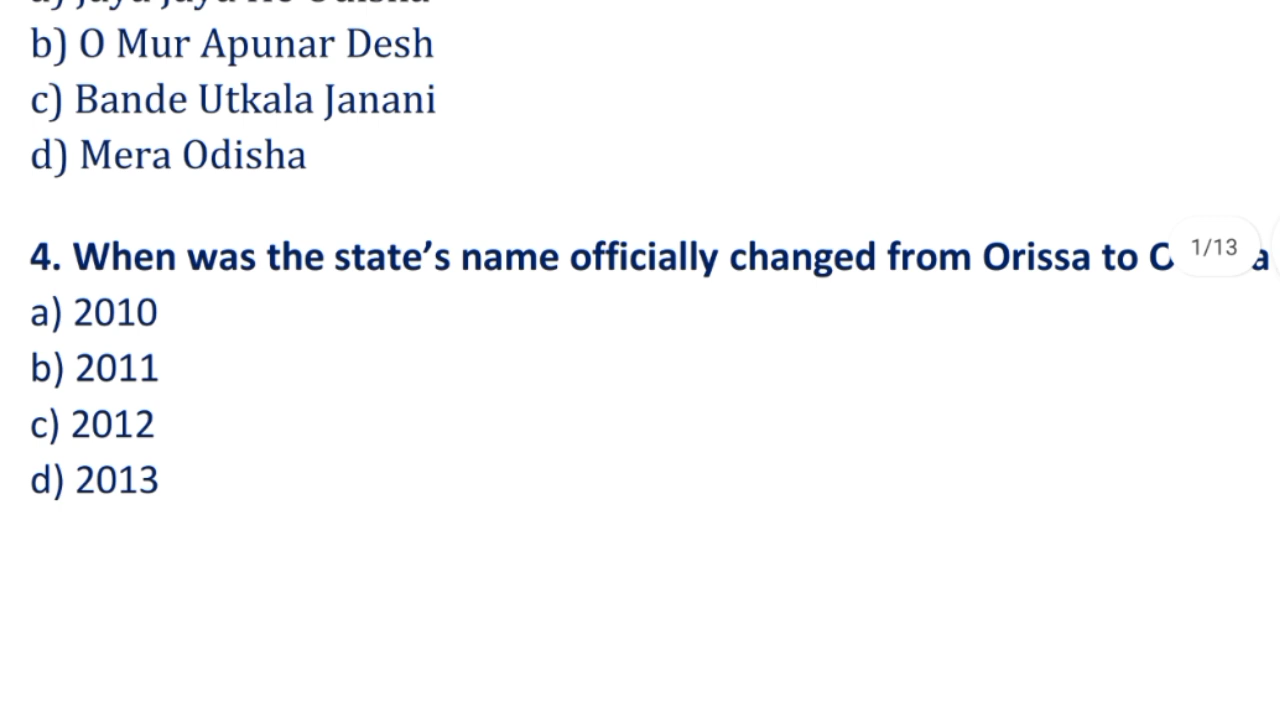 b) O Mur Apunar Desh
c) Bande Utkala Janani
d) Mera Odisha
4. When was the state’s name officially changed from Orissa to
1/13
a) 2010
b) 2011
c) 2012
d) 2013